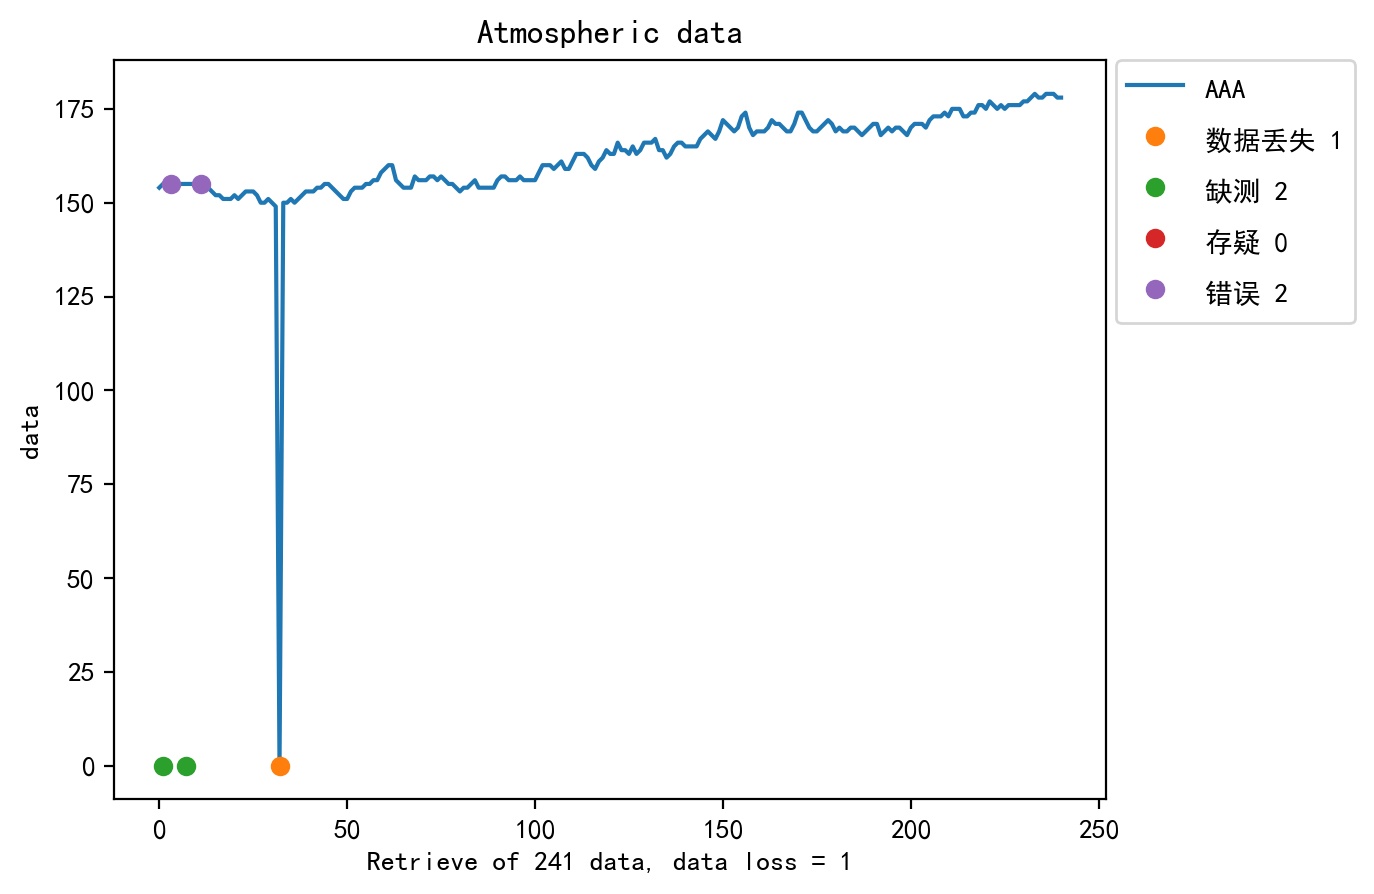 Atmospheric data
AAA
数据丢失 1
缺测 2
存疑 0
错误 2
data
175
150
125
100
75
50
25
0
0 50 100 150 200 250
Retrieve of 241 data, data loss = 1